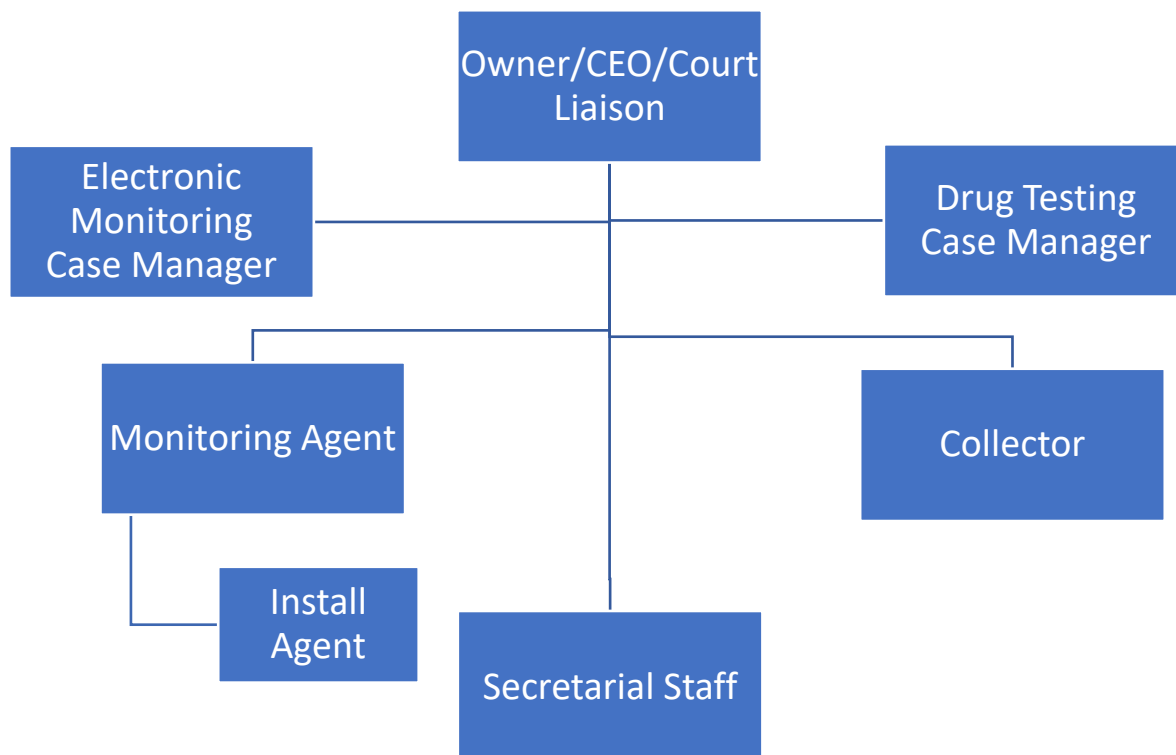 Owner/CEO/Court
Liaison
Electronic
Monitoring
Case Manager
Drug Testing
Case Manager
Monitoring Agent
Collector
Install
Agent
Secretarial Staff